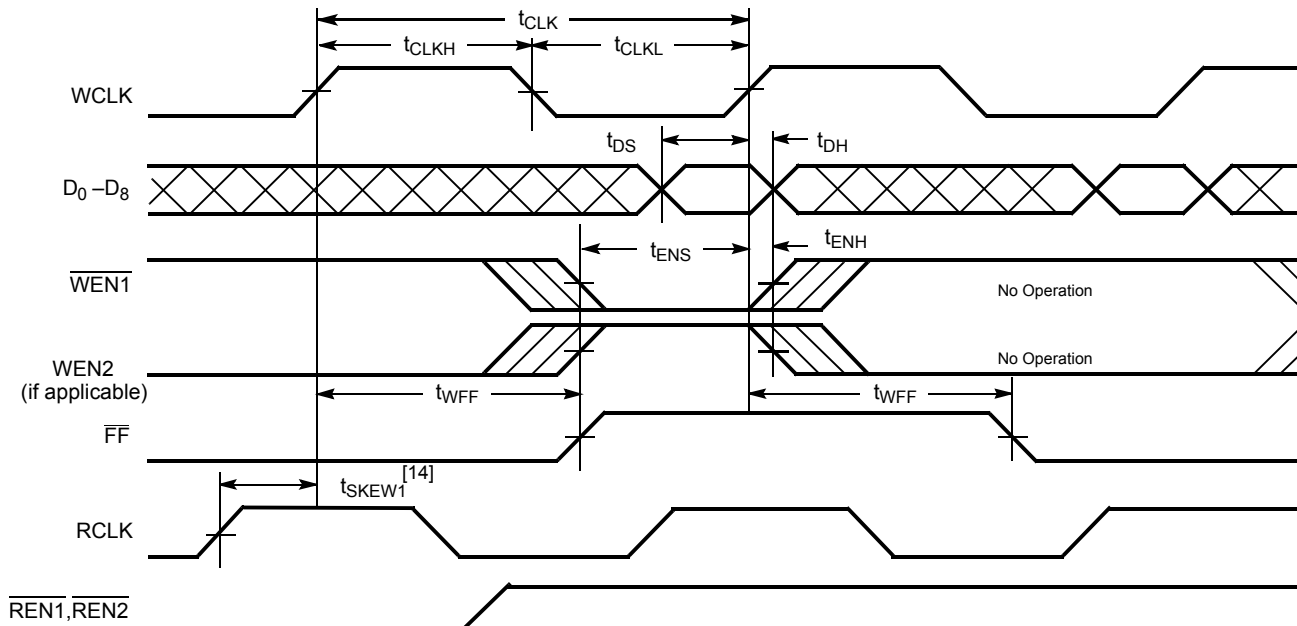 tCLK
tCLKH
tCLKL
WCLK
tDS
tDH
D0 –D8
tENS
tENH
WEN1
No Operation
WEN2
(if applicable)
No Operation
tWFF
tWFF
FF
tSKEW1[14]
RCLK
REN1,REN2